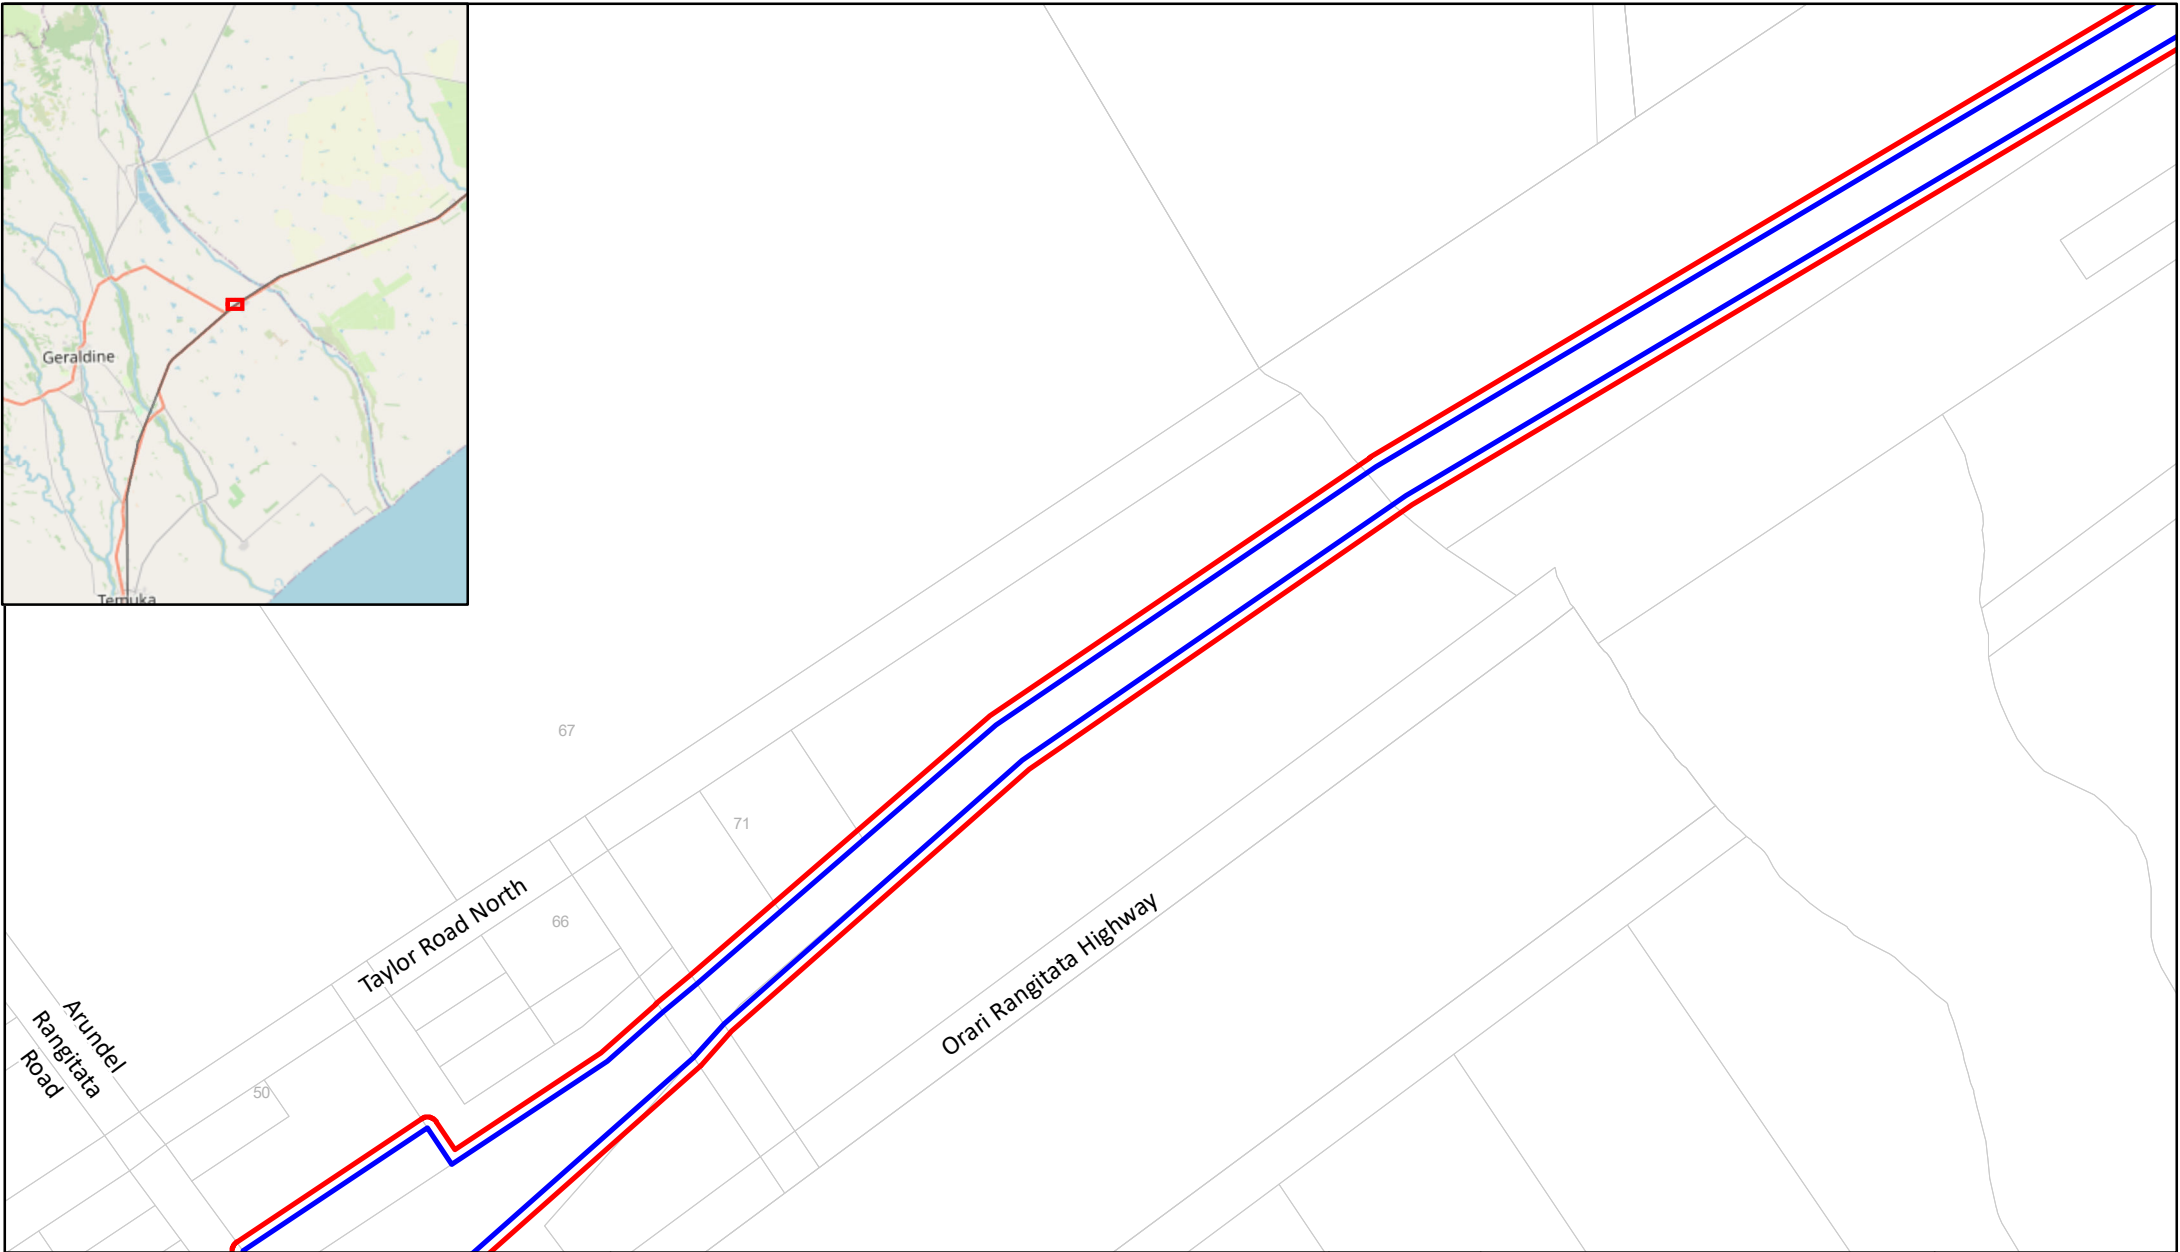 Geraldine
Temuka
67
71
66
Taylor Road North
Orari Rangitata Highway
Arundel
Rangitata
Road
50